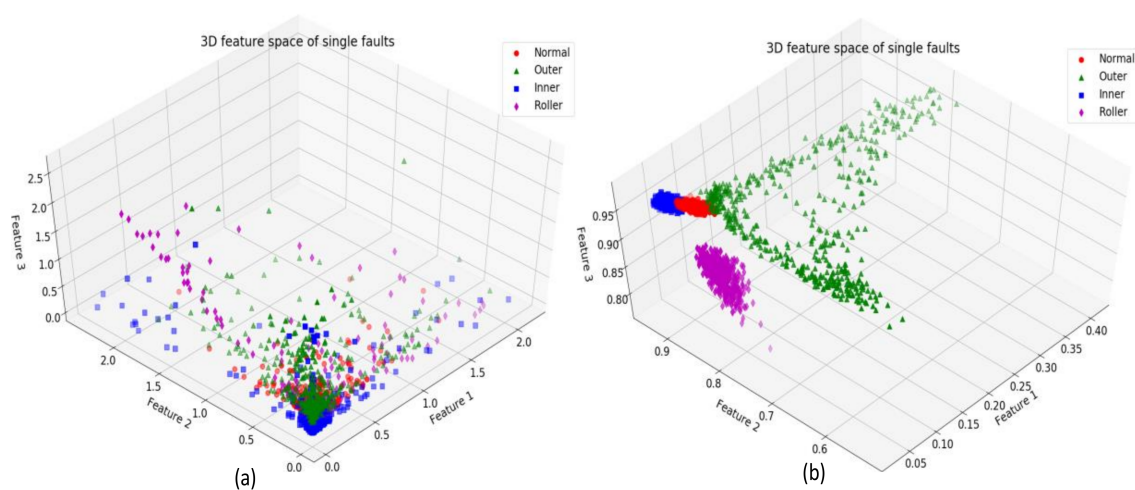 3D feature space of single faults
Normal
Outer
Inner
Roller
Feature 3
2.5
2.0
1.5
1.0
0.5
0.0
Feature 2
2.0
1.5
1.0
0.5
0.0
Feature 1
0.0
0.5
1.0
1.5
2.0
(a)
3D feature space of single faults
Normal
Outer
Inner
Roller
Feature 3
0.95
0.90
0.85
0.80
Feature 2
0.9
0.8
0.7
0.6
Feature 1
0.05
0.10
0.15
0.20
0.25
0.30
0.35
0.40
(b)